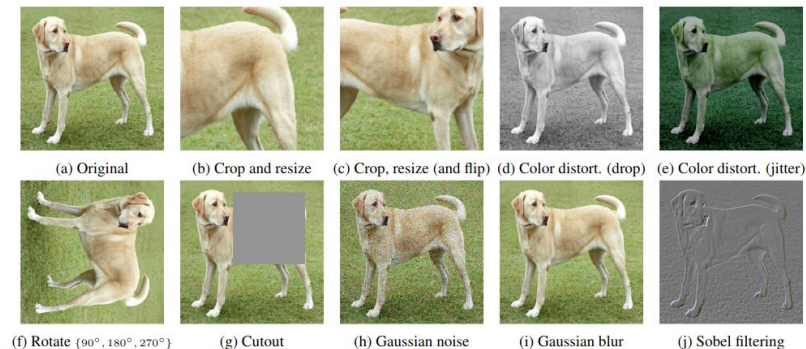 (a) Original
(b) Crop and resize
(c) Crop, resize (and flip)
(d) Color distort. (drop)
(e) Color distort. (jitter)
(f) Rotate {90°, 180°, 270°}
(g) Cutout
(h) Gaussian noise
(i) Gaussian blur
(j) Sobel filtering